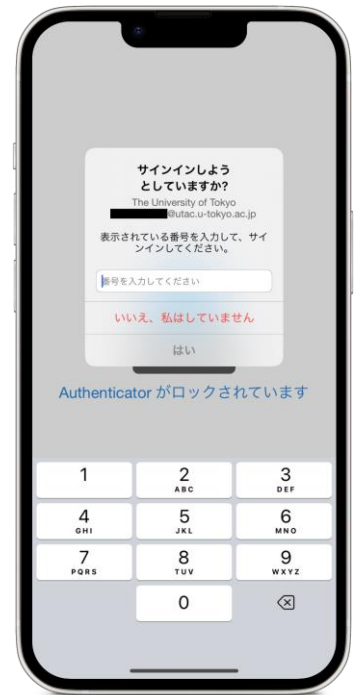 サインインしよう
としていますか?
The University of Tokyo
@utac.u-tokyo.ac.jp
表示されている番号を入力して、サイ
ンインしてください。
番号を入力してください
いいえ、私はしていません
はい
Authenticator がロックされています
1 2 3
ABC DEF
4 5 6
GHI JKL MNO
7 8 9
PQRS TUV WXYZ
0